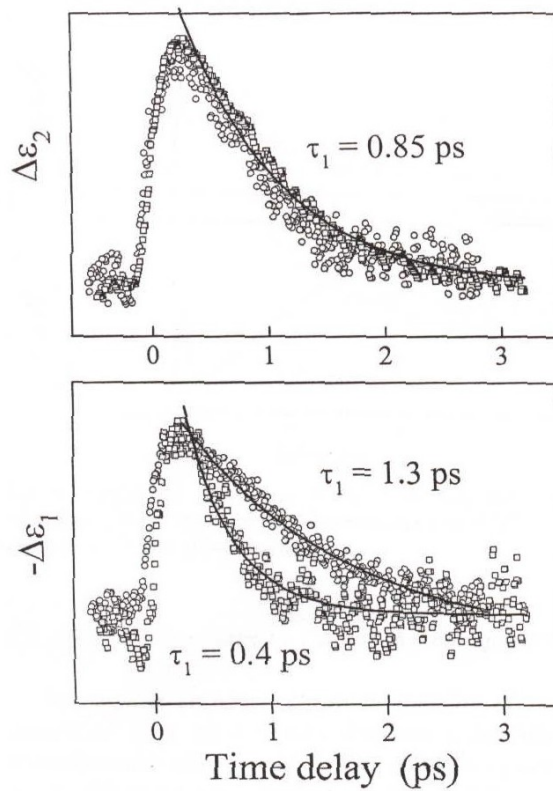 Δε₂
τ₁ = 0.85 ps
0 1 2 3
-Δε₁
τ₁ = 1.3 ps
τ₁ = 0.4 ps
0 1 2 3
Time delay (ps)